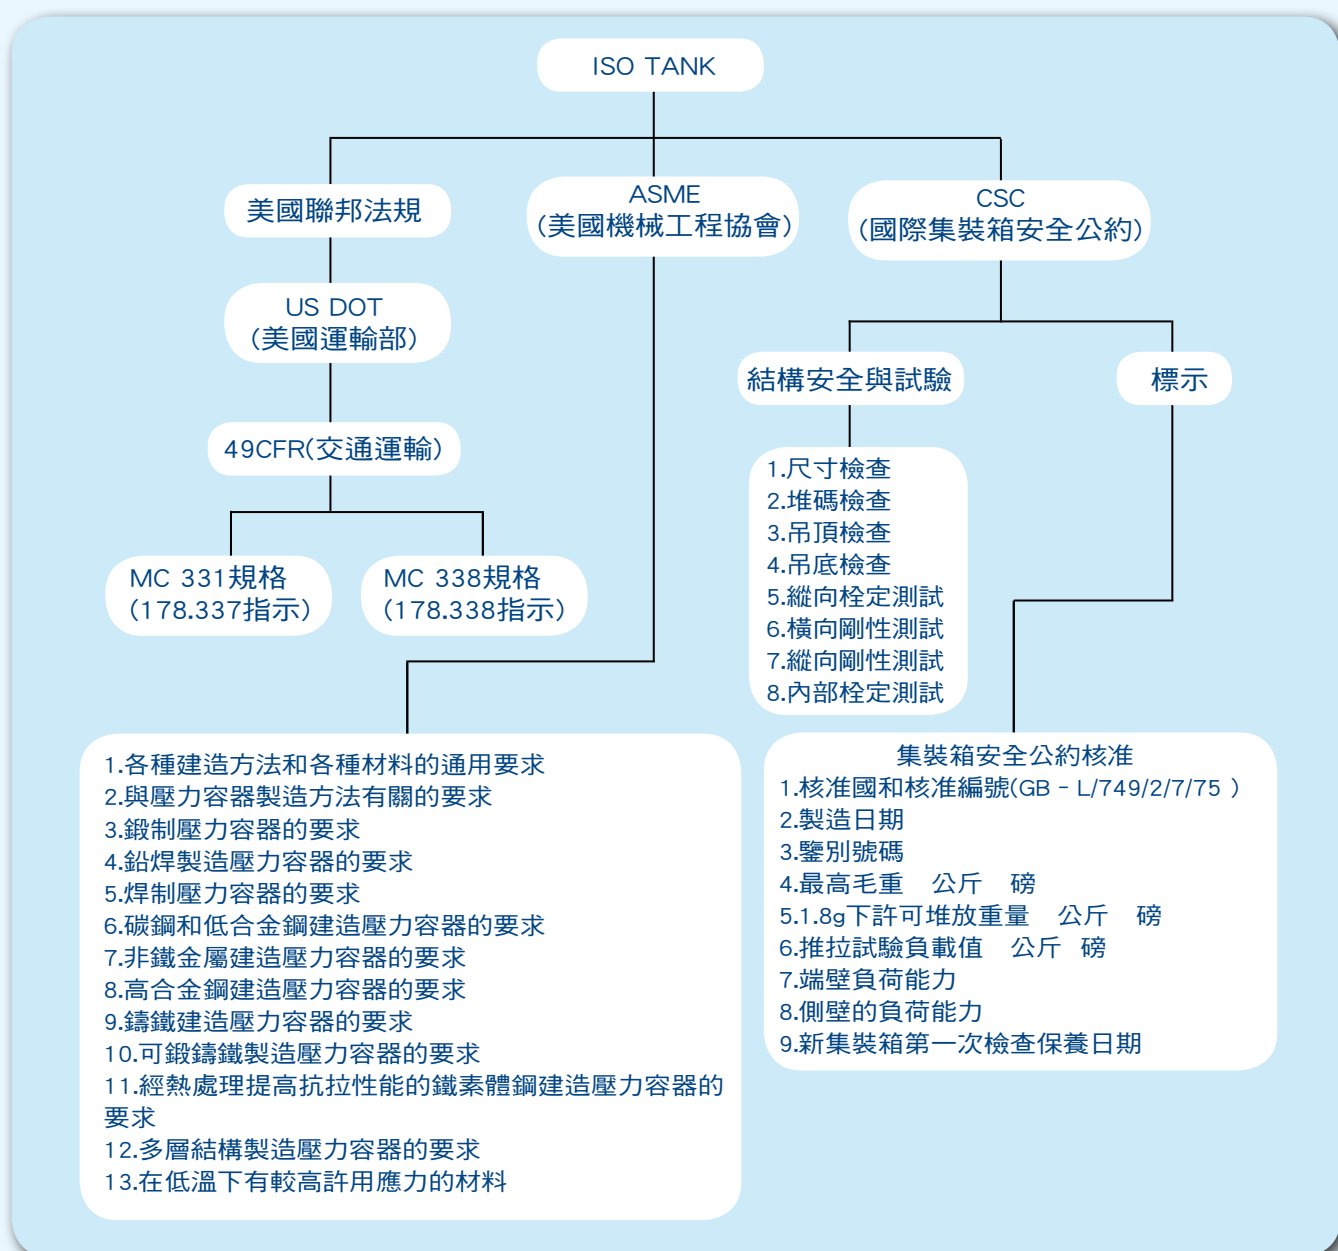 ISO TANK
美國聯邦法規
ASME
(美國機械工程協會)
CSC
(國際集裝箱安全公約)
US DOT
(美國運輸部)
結構安全與試驗
標示
49CFR(交通運輸)
1.尺寸檢查
2.堆碼檢查
3.吊頂檢查
4.吊底檢查
5.縱向栓定測試
6.橫向剛性測試
7.縱向剛性測試
8.內部栓定測試
MC 331規格
(178.337指示)
MC 338規格
(178.338指示)
1.各種建造方法和各種材料的通用要求
2.與壓力容器製造方法有關的要求
3.鍛制壓力容器的要求
4.鉛焊製造壓力容器的要求
5.焊制壓力容器的要求
6.碳鋼和低合金鋼建造壓力容器的要求
7.非鐵金屬建造壓力容器的要求
8.高合金鋼建造壓力容器的要求
9.鑄鐵建造壓力容器的要求
10.可鍛鑄鐵製造壓力容器的要求
11.經熱處理提高抗拉性能的鐵素體鋼建造壓力容器的
要求
12.多層結構製造壓力容器的要求
13.在低溫下有較高許用應力的材料
集裝箱安全公約核准
1.核准國和核准編號(GB－L/749/2/7/75 )
2.製造日期
3.鑒別號碼
4.最高毛重　公斤　磅
5.1.8g下許可堆放重量　公斤　磅
6.推拉試驗負載值　公斤 磅
7.端壁負荷能力
8.側壁的負荷能力
9.新集裝箱第一次檢查保養日期